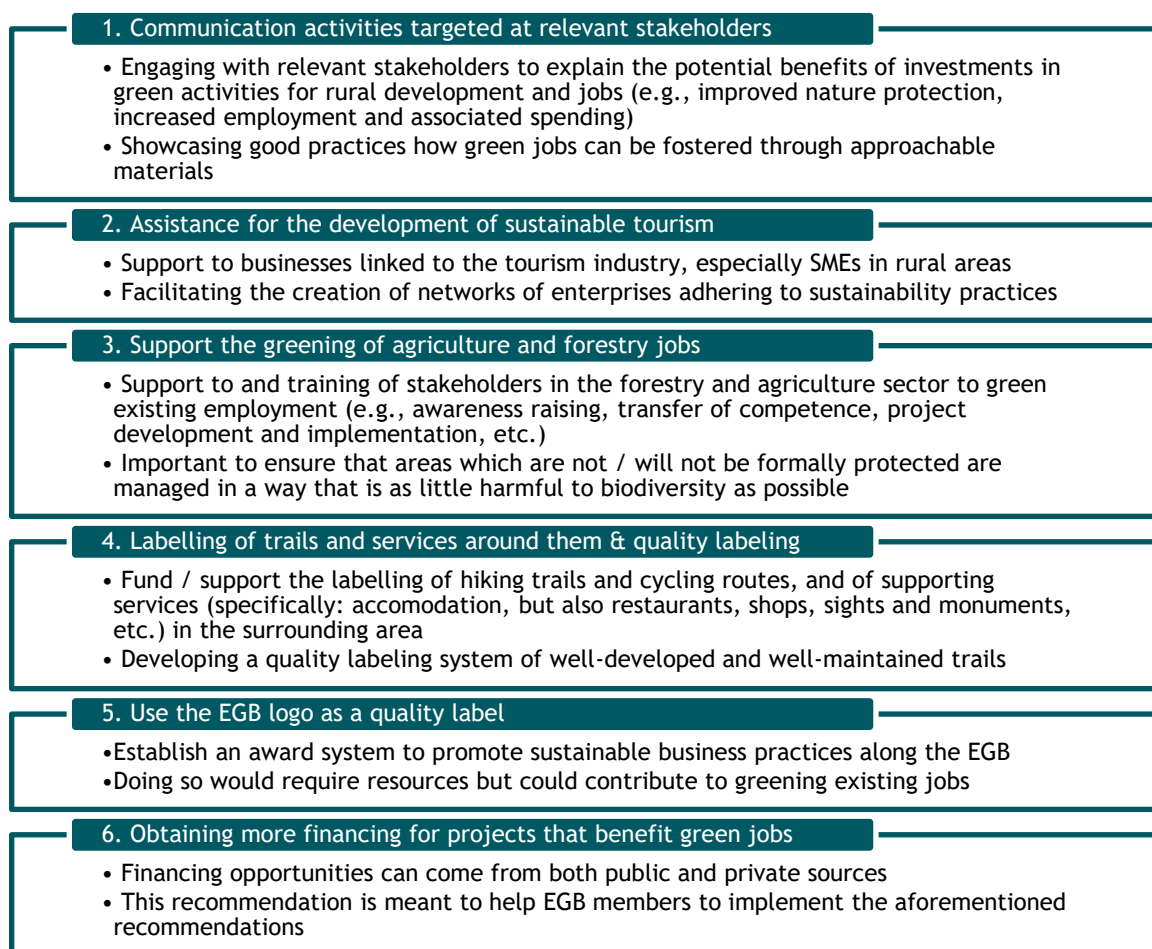 1. Communication activities targeted at relevant stakeholders
• Engaging with relevant stakeholders to explain the potential benefits of investments in
green activities for rural development and jobs (e.g., improved nature protection,
increased employment and associated spending)
• Showcasing good practices how green jobs can be fostered through approachable
materials
2. Assistance for the development of sustainable tourism
• Support to businesses linked to the tourism industry, especially SMEs in rural areas
• Facilitating the creation of networks of enterprises adhering to sustainability practices
3. Support the greening of agriculture and forestry jobs
• Support to and training of stakeholders in the forestry and agriculture sector to green
existing employment (e.g., awareness raising, transfer of competence, project
development and implementation, etc.)
• Important to ensure that areas which are not / will not be formally protected are
managed in a way that is as little harmful to biodiversity as possible
4. Labelling of trails and services around them & quality labeling
• Fund / support the labelling of hiking trails and cycling routes, and of supporting
services (specifically: accomodation, but also restaurants, shops, sights and monuments,
etc.) in the surrounding area
• Developing a quality labeling system of well-developed and well-maintained trails
5. Use the EGB logo as a quality label
•Establish an award system to promote sustainable business practices along the EGB
•Doing so would require resources but could contribute to greening existing jobs
6. Obtaining more financing for projects that benefit green jobs
• Financing opportunities can come from both public and private sources
• This recommendation is meant to help EGB members to implement the aforementioned
recommendations